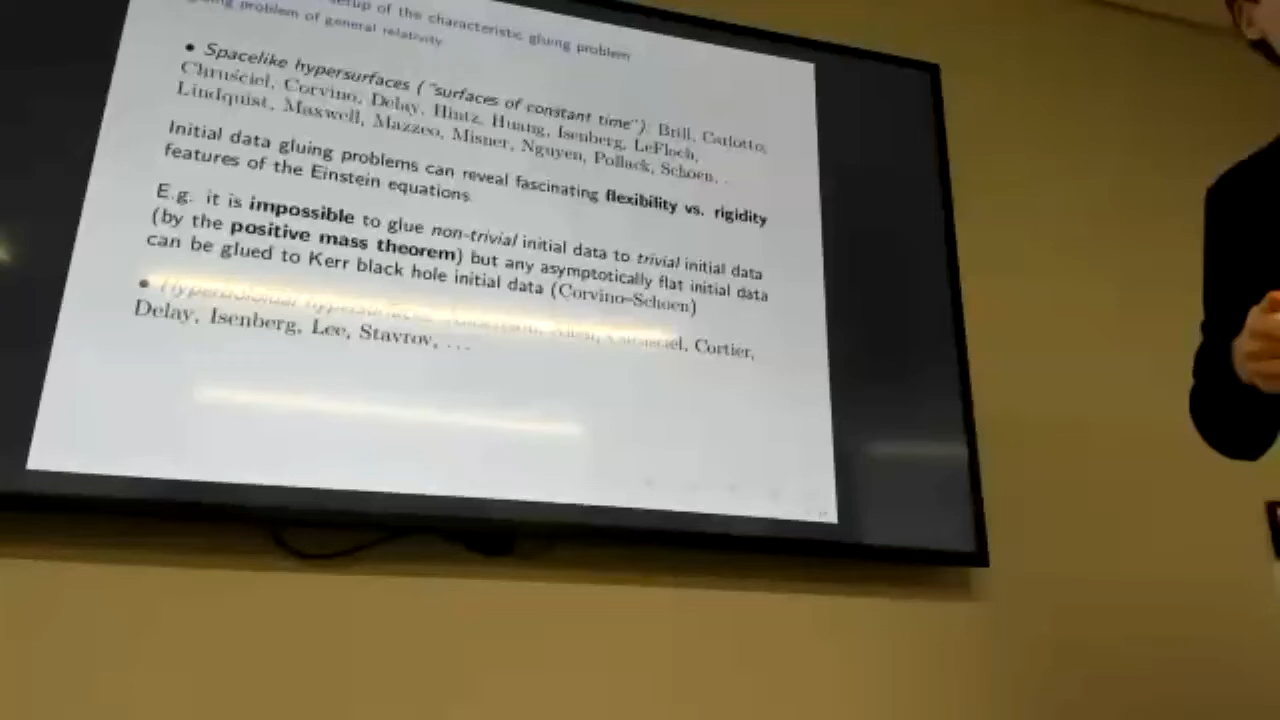 setup of the characteristic gluing problem
gluing problem of general relativity
• Spacelike hypersurfaces ("surfaces of constant time"): Brill, Carlotto,
Chruściel, Corvino, Delay, Hintz, Huang, Isenberg, LeFloch,
Lindquist, Maxwell, Mazzeo, Misner, Nguyen, Pollack, Schoen, ..
Initial data gluing problems can reveal fascinating flexibility vs. rigidity
features of the Einstein equations.
E.g. it is impossible to glue non-trivial initial data to trivial initial data
(by the positive mass theorem) but any asymptotically flat initial data
can be glued to Kerr black hole initial data (Corvino–Schoen)
• Hyperboloidal hypersurfaces Allen, Chruściel, Cortier,
Delay, Isenberg, Lee, Stavrov, ...